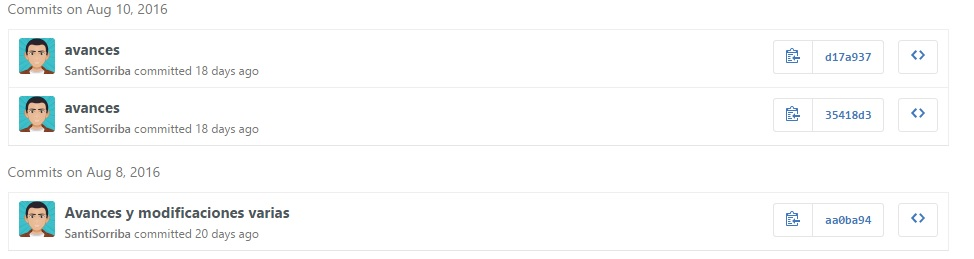 Commits on Aug 10, 2016
avances
SantiSorriba committed 18 days ago
d17a937
avances
SantiSorriba committed 18 days ago
35418d3
Commits on Aug 8, 2016
Avances y modificaciones varias
SantiSorriba committed 20 days ago
aa0ba94